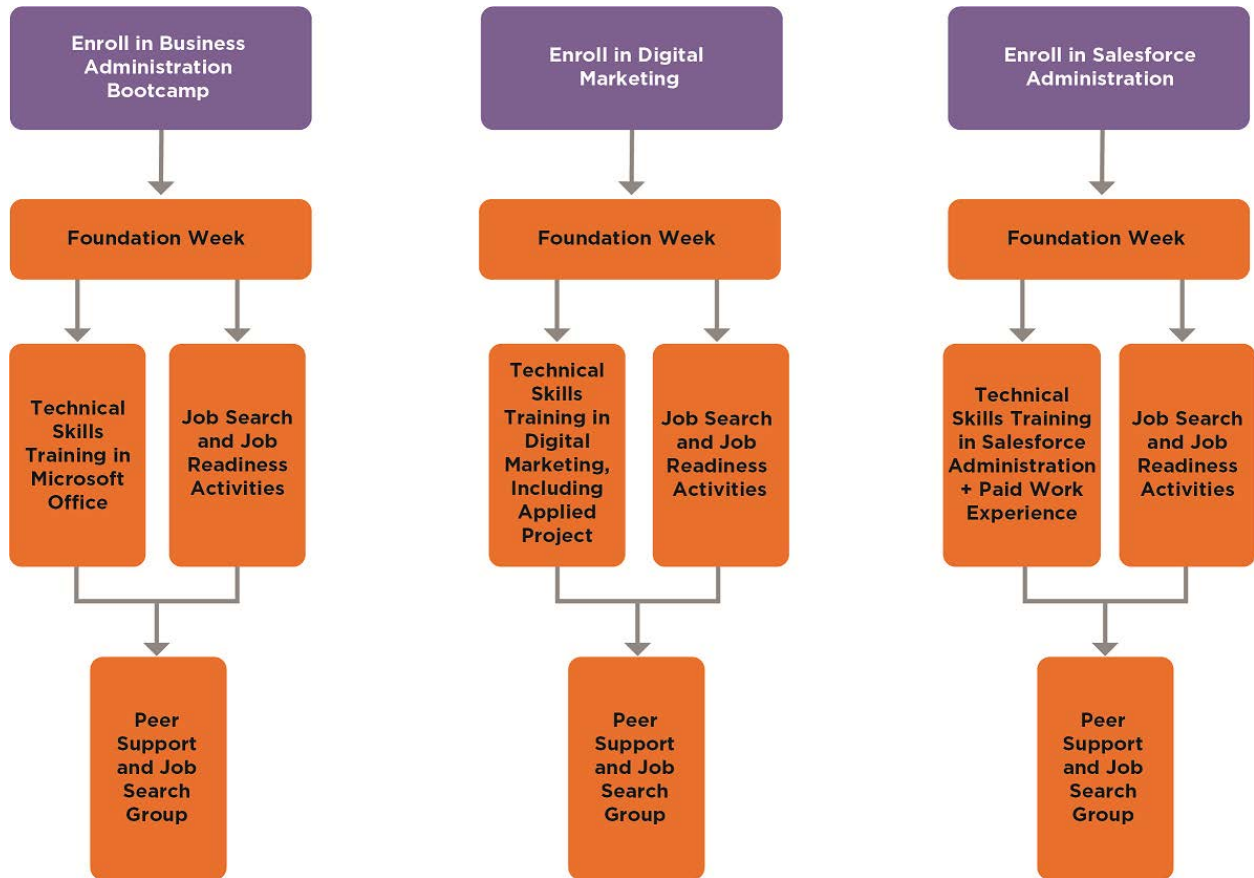 Enroll in Business
Administration
Bootcamp
Enroll in Digital
Marketing
Enroll in Salesforce
Administration
Foundation Week
Foundation Week
Foundation Week
Technical
Skills
Training in
Microsoft
Office
Job Search
and Job
Readiness
Activities
Technical
Skills
Training in
Digital
Marketing,
Including
Applied
Project
Job Search
and Job
Readiness
Activities
Technical
Skills Training
in Salesforce
Administration
+ Paid Work
Experience
Job Search
and Job
Readiness
Activities
Peer
Support
and Job
Search
Group
Peer
Support
and Job
Search
Group
Peer
Support
and Job
Search
Group